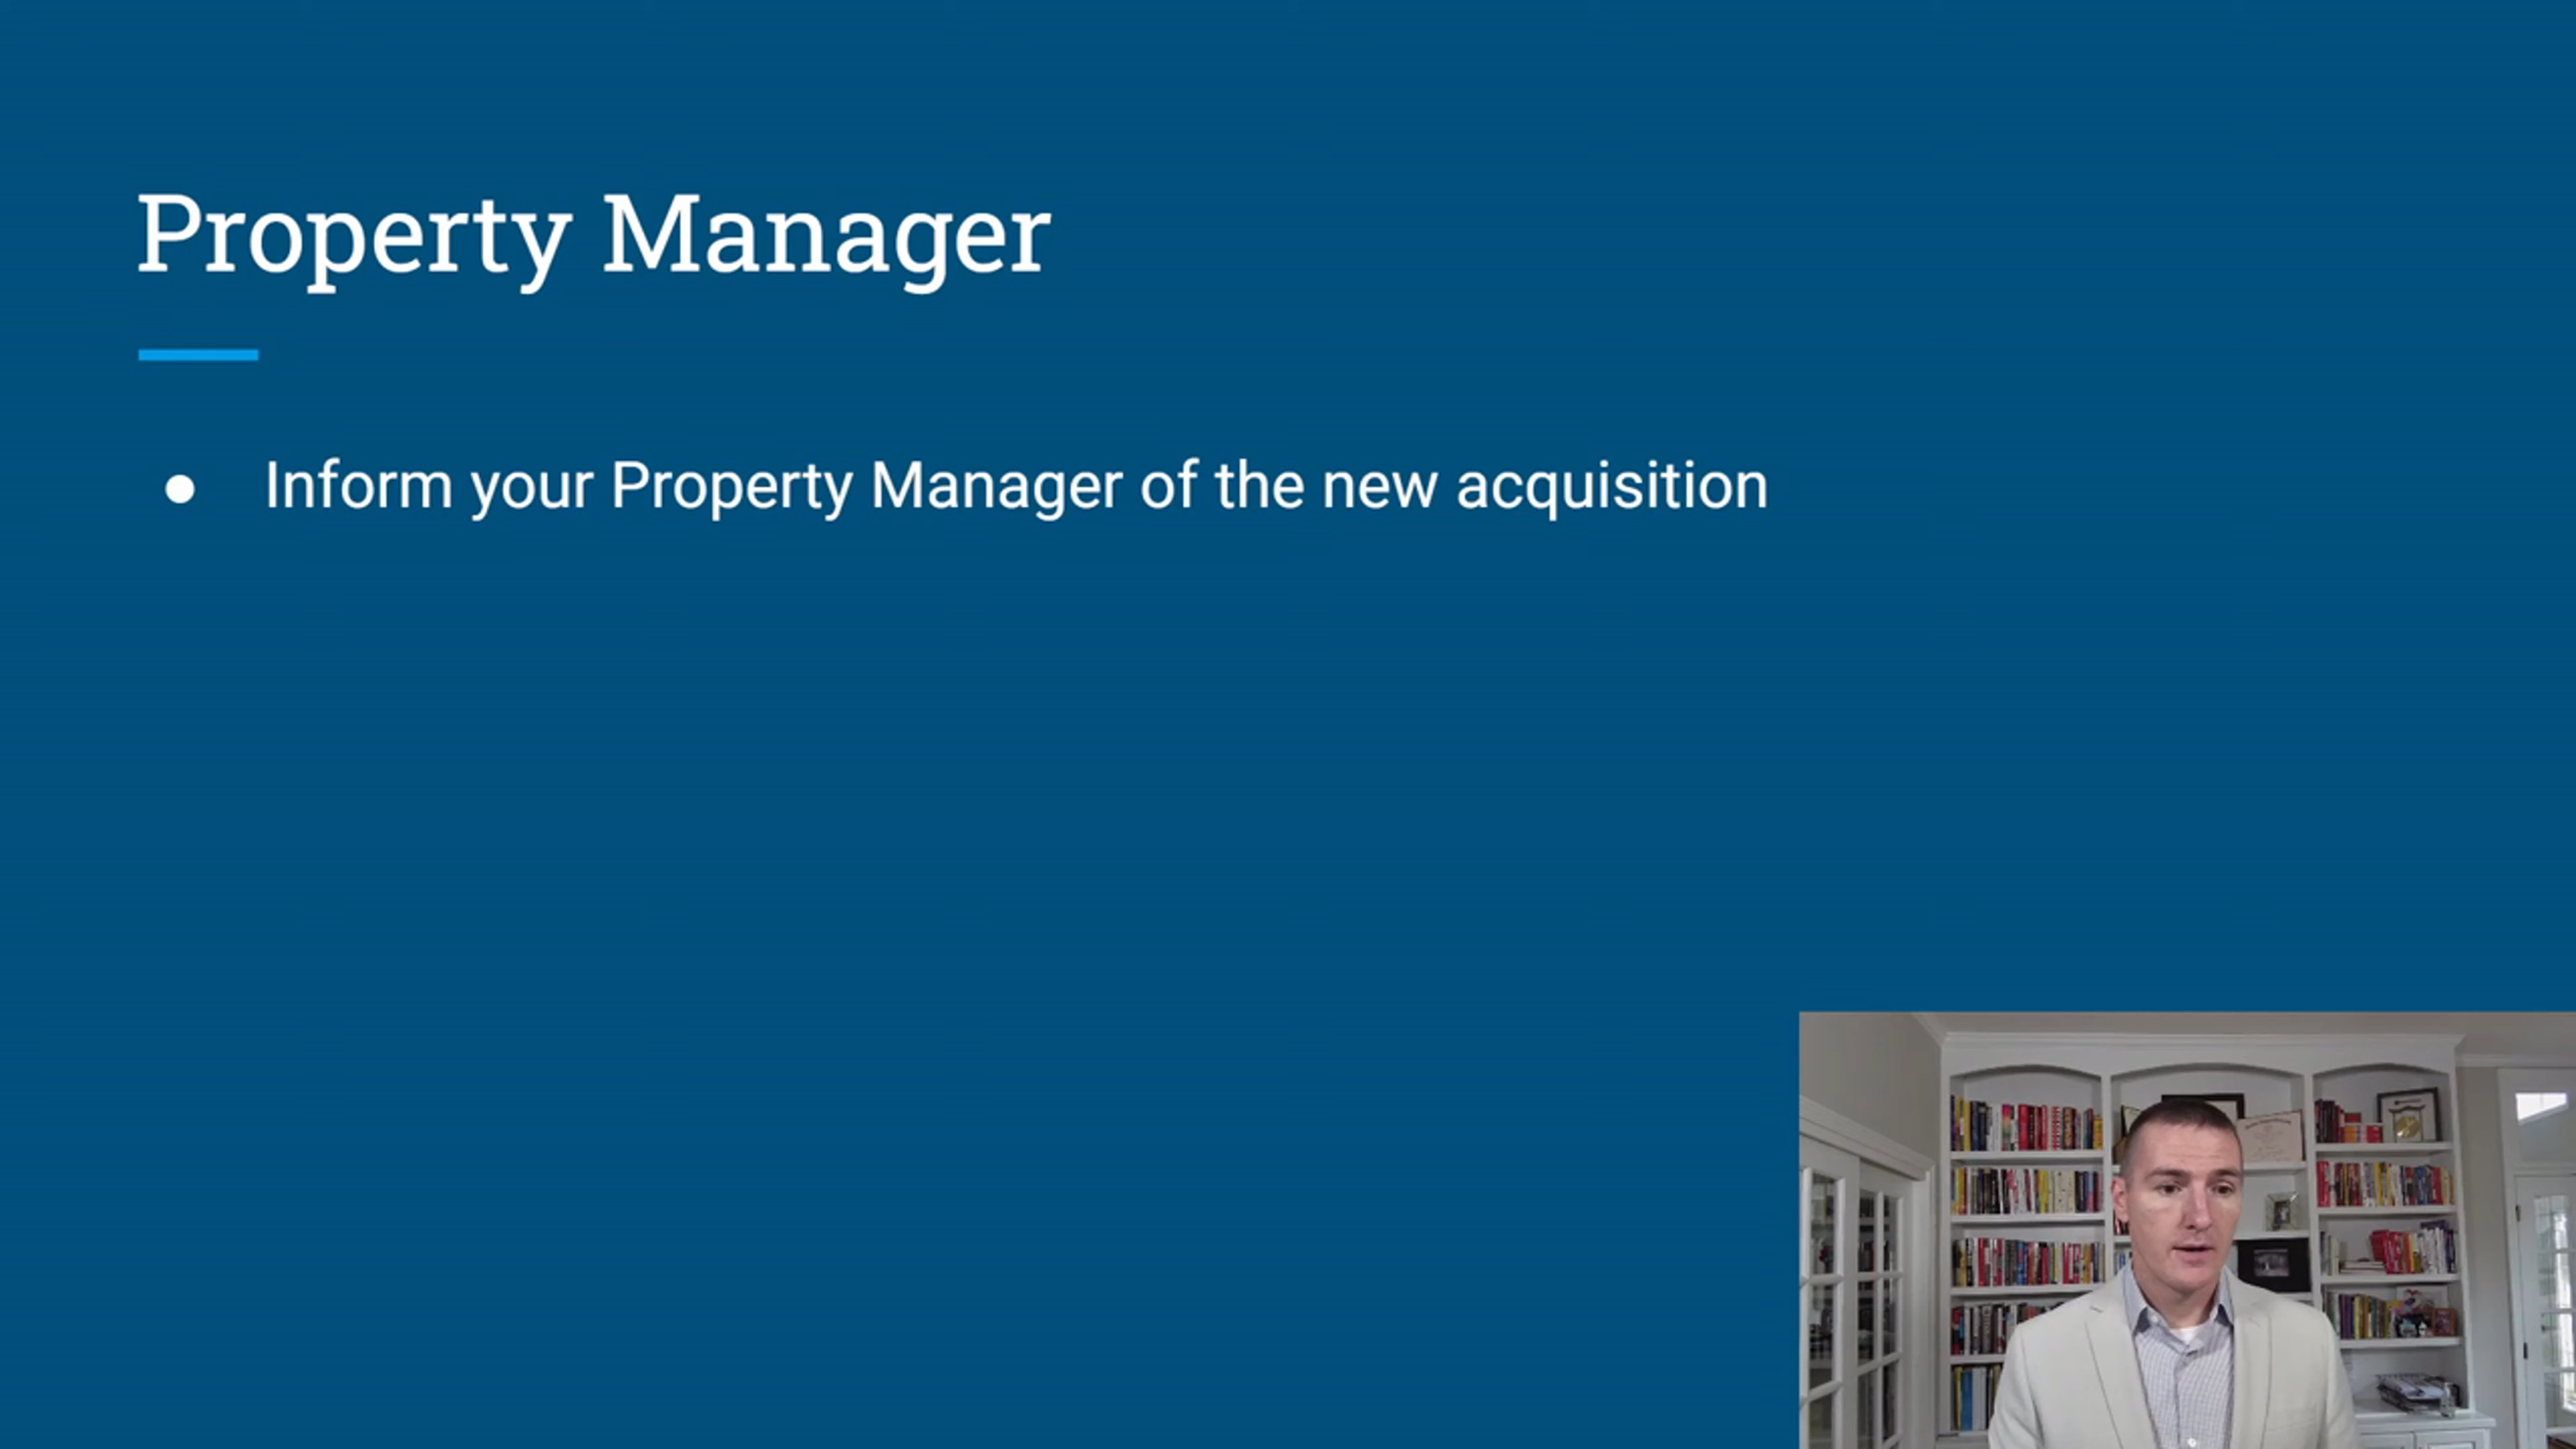 Property Manager
● Inform your Property Manager of the new acquisition